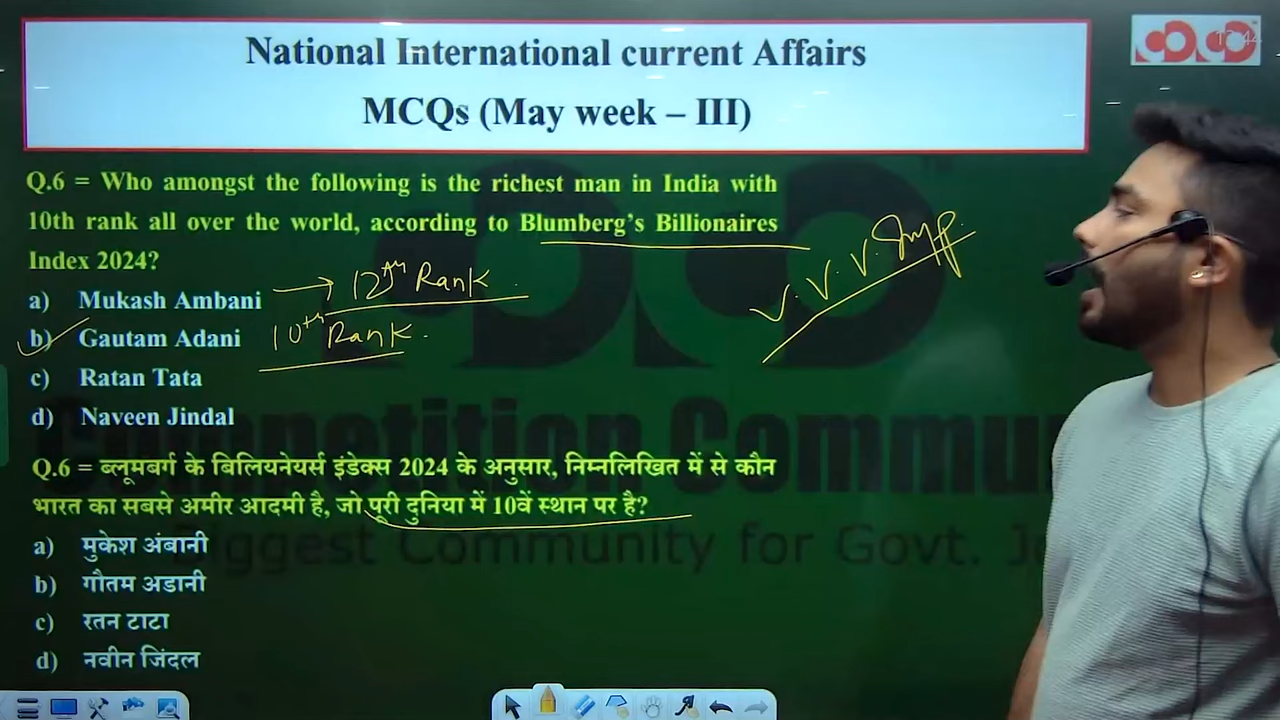 National International current Affairs
MCQs (May week – III)
Q.6 = Who amongst the following is the richest man in India with
10th rank all over the world, according to Blumberg's Billionaires
Index 2024?
a) Mukash Ambani → 12th Rank
b) Gautam Adani 10th Rank.
c) Ratan Tata
d) Naveen Jindal
V. V. V. Imp.
Q.6 = ब्लूमबर्ग के बिलियनेयर्स इंडेक्स 2024 के अनुसार, निम्नलिखित में से कौन
भारत का सबसे अमीर आदमी है, जो पूरी दुनिया में 10वें स्थान पर है?
a) मुकेश अंबानी
b) गौतम अडानी
c) रतन टाटा
d) नवीन जिंदल
Competition Commun
Biggest Community for Govt. Jo